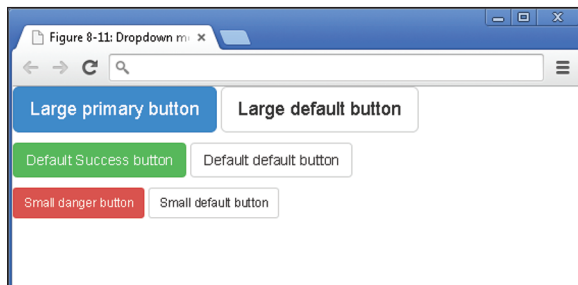 Figure 8-11: Dropdown m
Large primary button Large default button
Default Success button Default default button
Small danger button Small default button